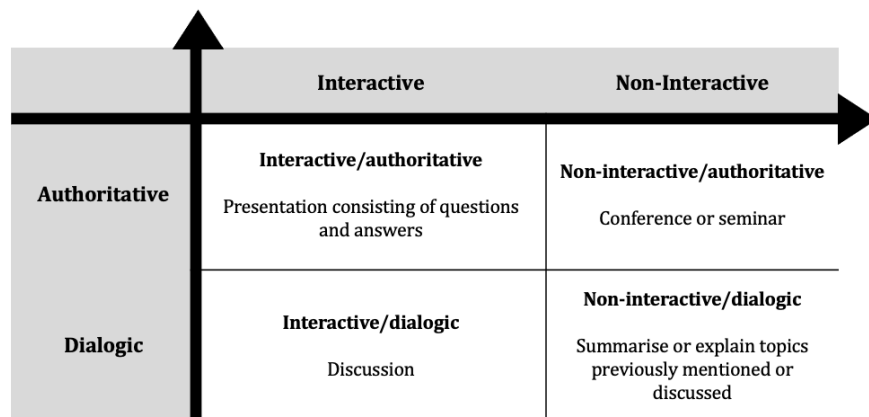 Interactive
Non-Interactive
Authoritative
Interactive/authoritative
Presentation consisting of questions
and answers
Non-interactive/authoritative
Conference or seminar
Dialogic
Interactive/dialogic
Discussion
Non-interactive/dialogic
Summarise or explain topics
previously mentioned or
discussed